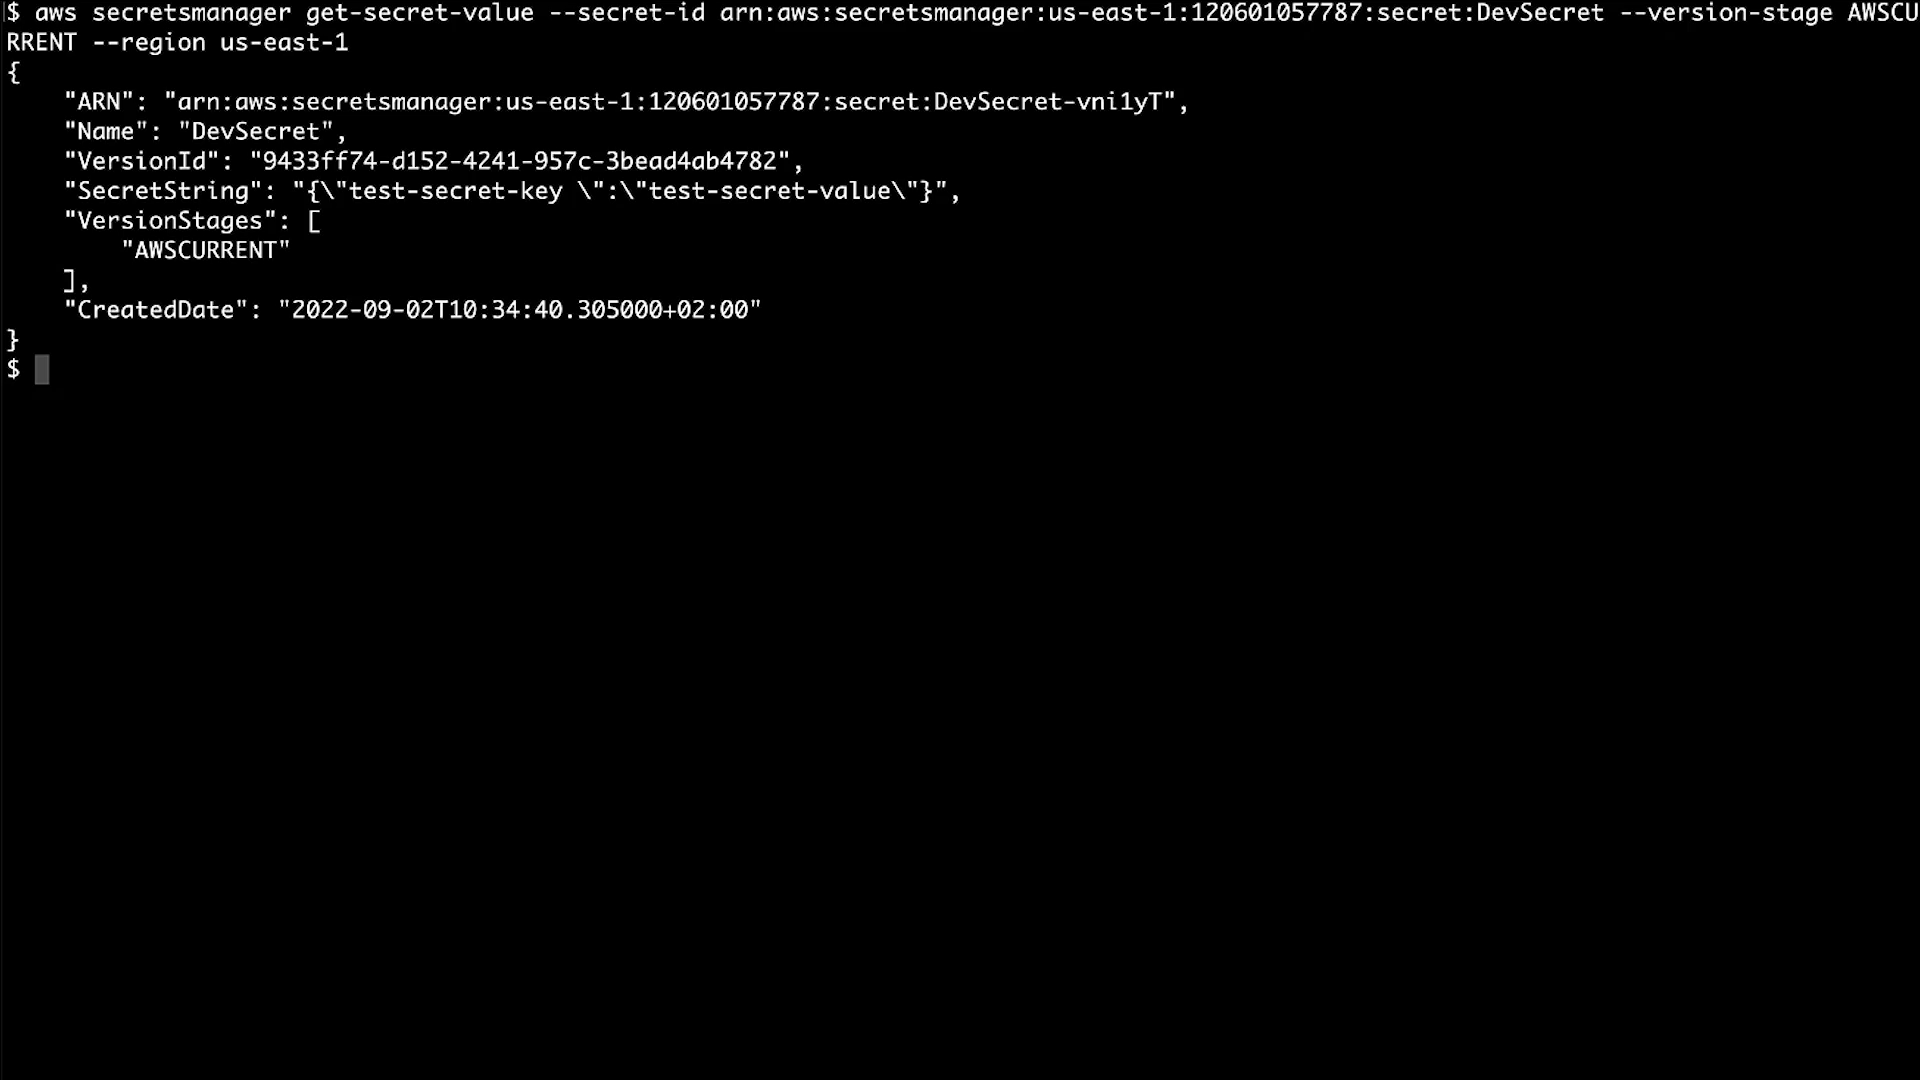 $ aws secretsmanager get-secret-value --secret-id arn:aws:secretsmanager:us-east-1:120601057787:secret:DevSecret --version-stage AWSCU
RRENT --region us-east-1
{
    "ARN": "arn:aws:secretsmanager:us-east-1:120601057787:secret:DevSecret-vni1yT",
    "Name": "DevSecret",
    "VersionId": "9433ff74-d152-4241-957c-3bead4ab4782",
    "SecretString": "{\"test-secret-key \":\"test-secret-value\"}",
    "VersionStages": [
        "AWSCURRENT"
    ],
    "CreatedDate": "2022-09-02T10:34:40.305000+02:00"
}
$